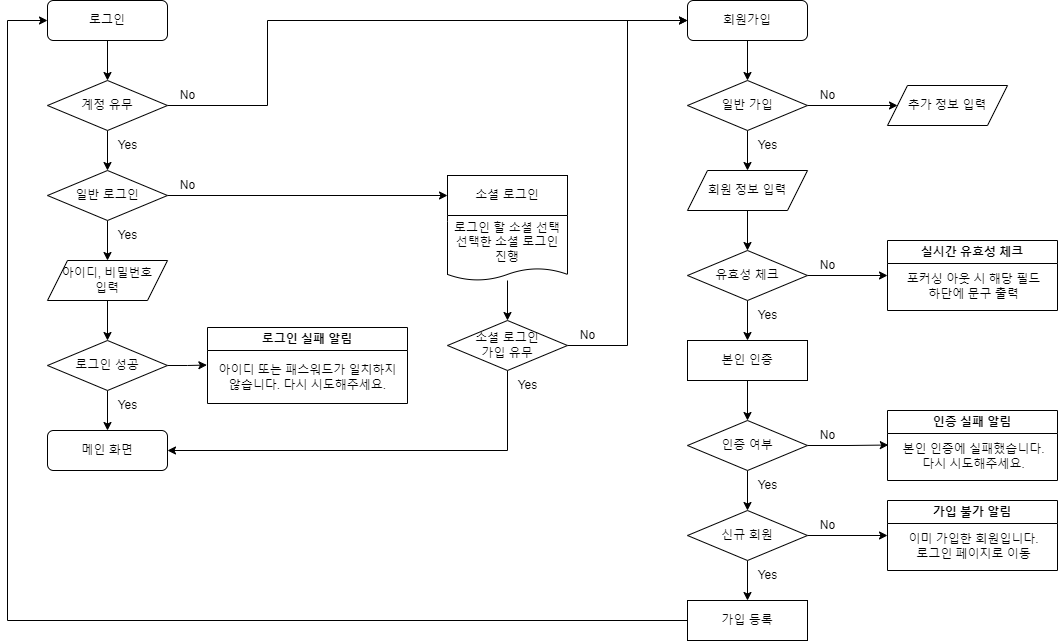 로그인
계정 유무
No
Yes
일반 로그인
No
Yes
아이디, 비밀번호
입력
로그인 성공
Yes
로그인 실패 알림
아이디 또는 패스워드가 일치하지
않습니다. 다시 시도해주세요.
메인 화면
소셜 로그인
로그인 할 소셜 선택
선택한 소셜 로그인
진행
소셜 로그인
가입 유무
No
Yes
회원가입
일반 가입
No
추가 정보 입력
Yes
회원 정보 입력
유효성 체크
No
실시간 유효성 체크
포커싱 아웃 시 해당 필드
하단에 문구 출력
Yes
본인 인증
인증 여부
No
인증 실패 알림
본인 인증에 실패했습니다.
다시 시도해주세요.
Yes
신규 회원
No
가입 불가 알림
이미 가입한 회원입니다.
로그인 페이지로 이동
Yes
가입 등록